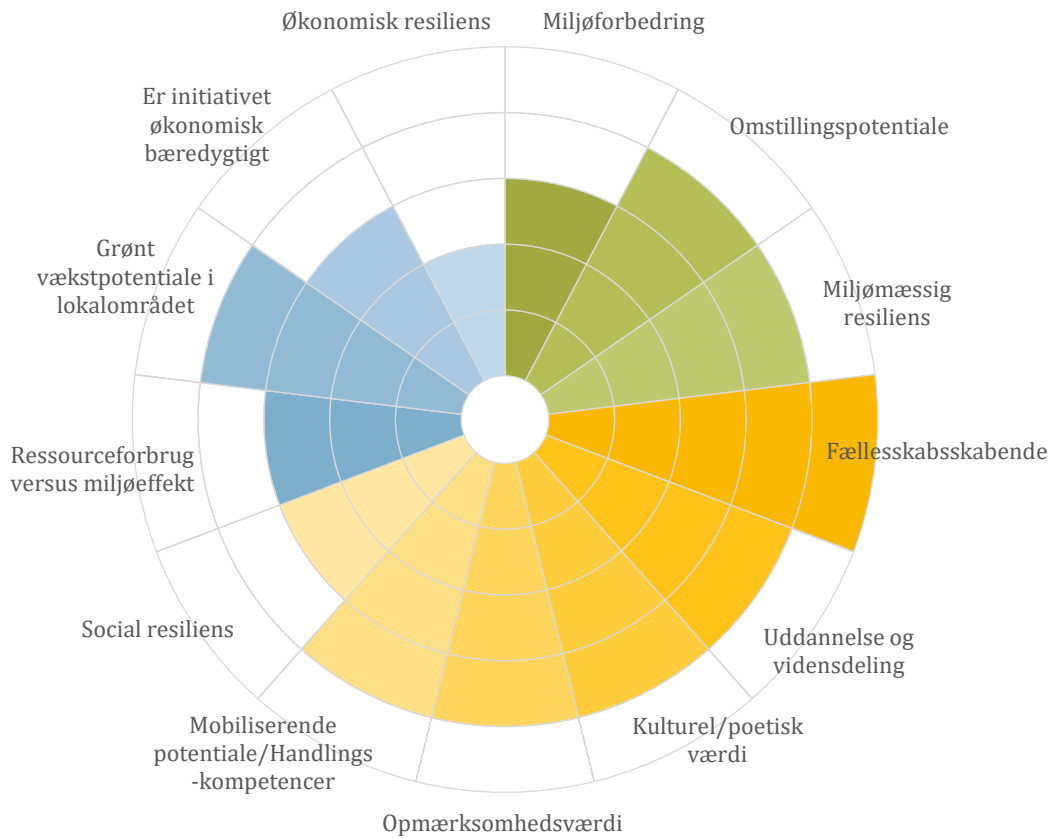 Økonomisk resiliens
Miljøforbedring
Omstillingspotentiale
Miljømæssig
resiliens
Fællesskabsskabende
Uddannelse og
vidensdeling
Kulturel/poetisk
værdi
Opmærksomhedsværdi
Mobiliserende
potentiale/Handlings
-kompetencer
Social resiliens
Ressourceforbrug
versus miljøeffekt
Grønt
vækstpotentiale i
lokalområdet
Er initiativet
økonomisk
bæredygtigt